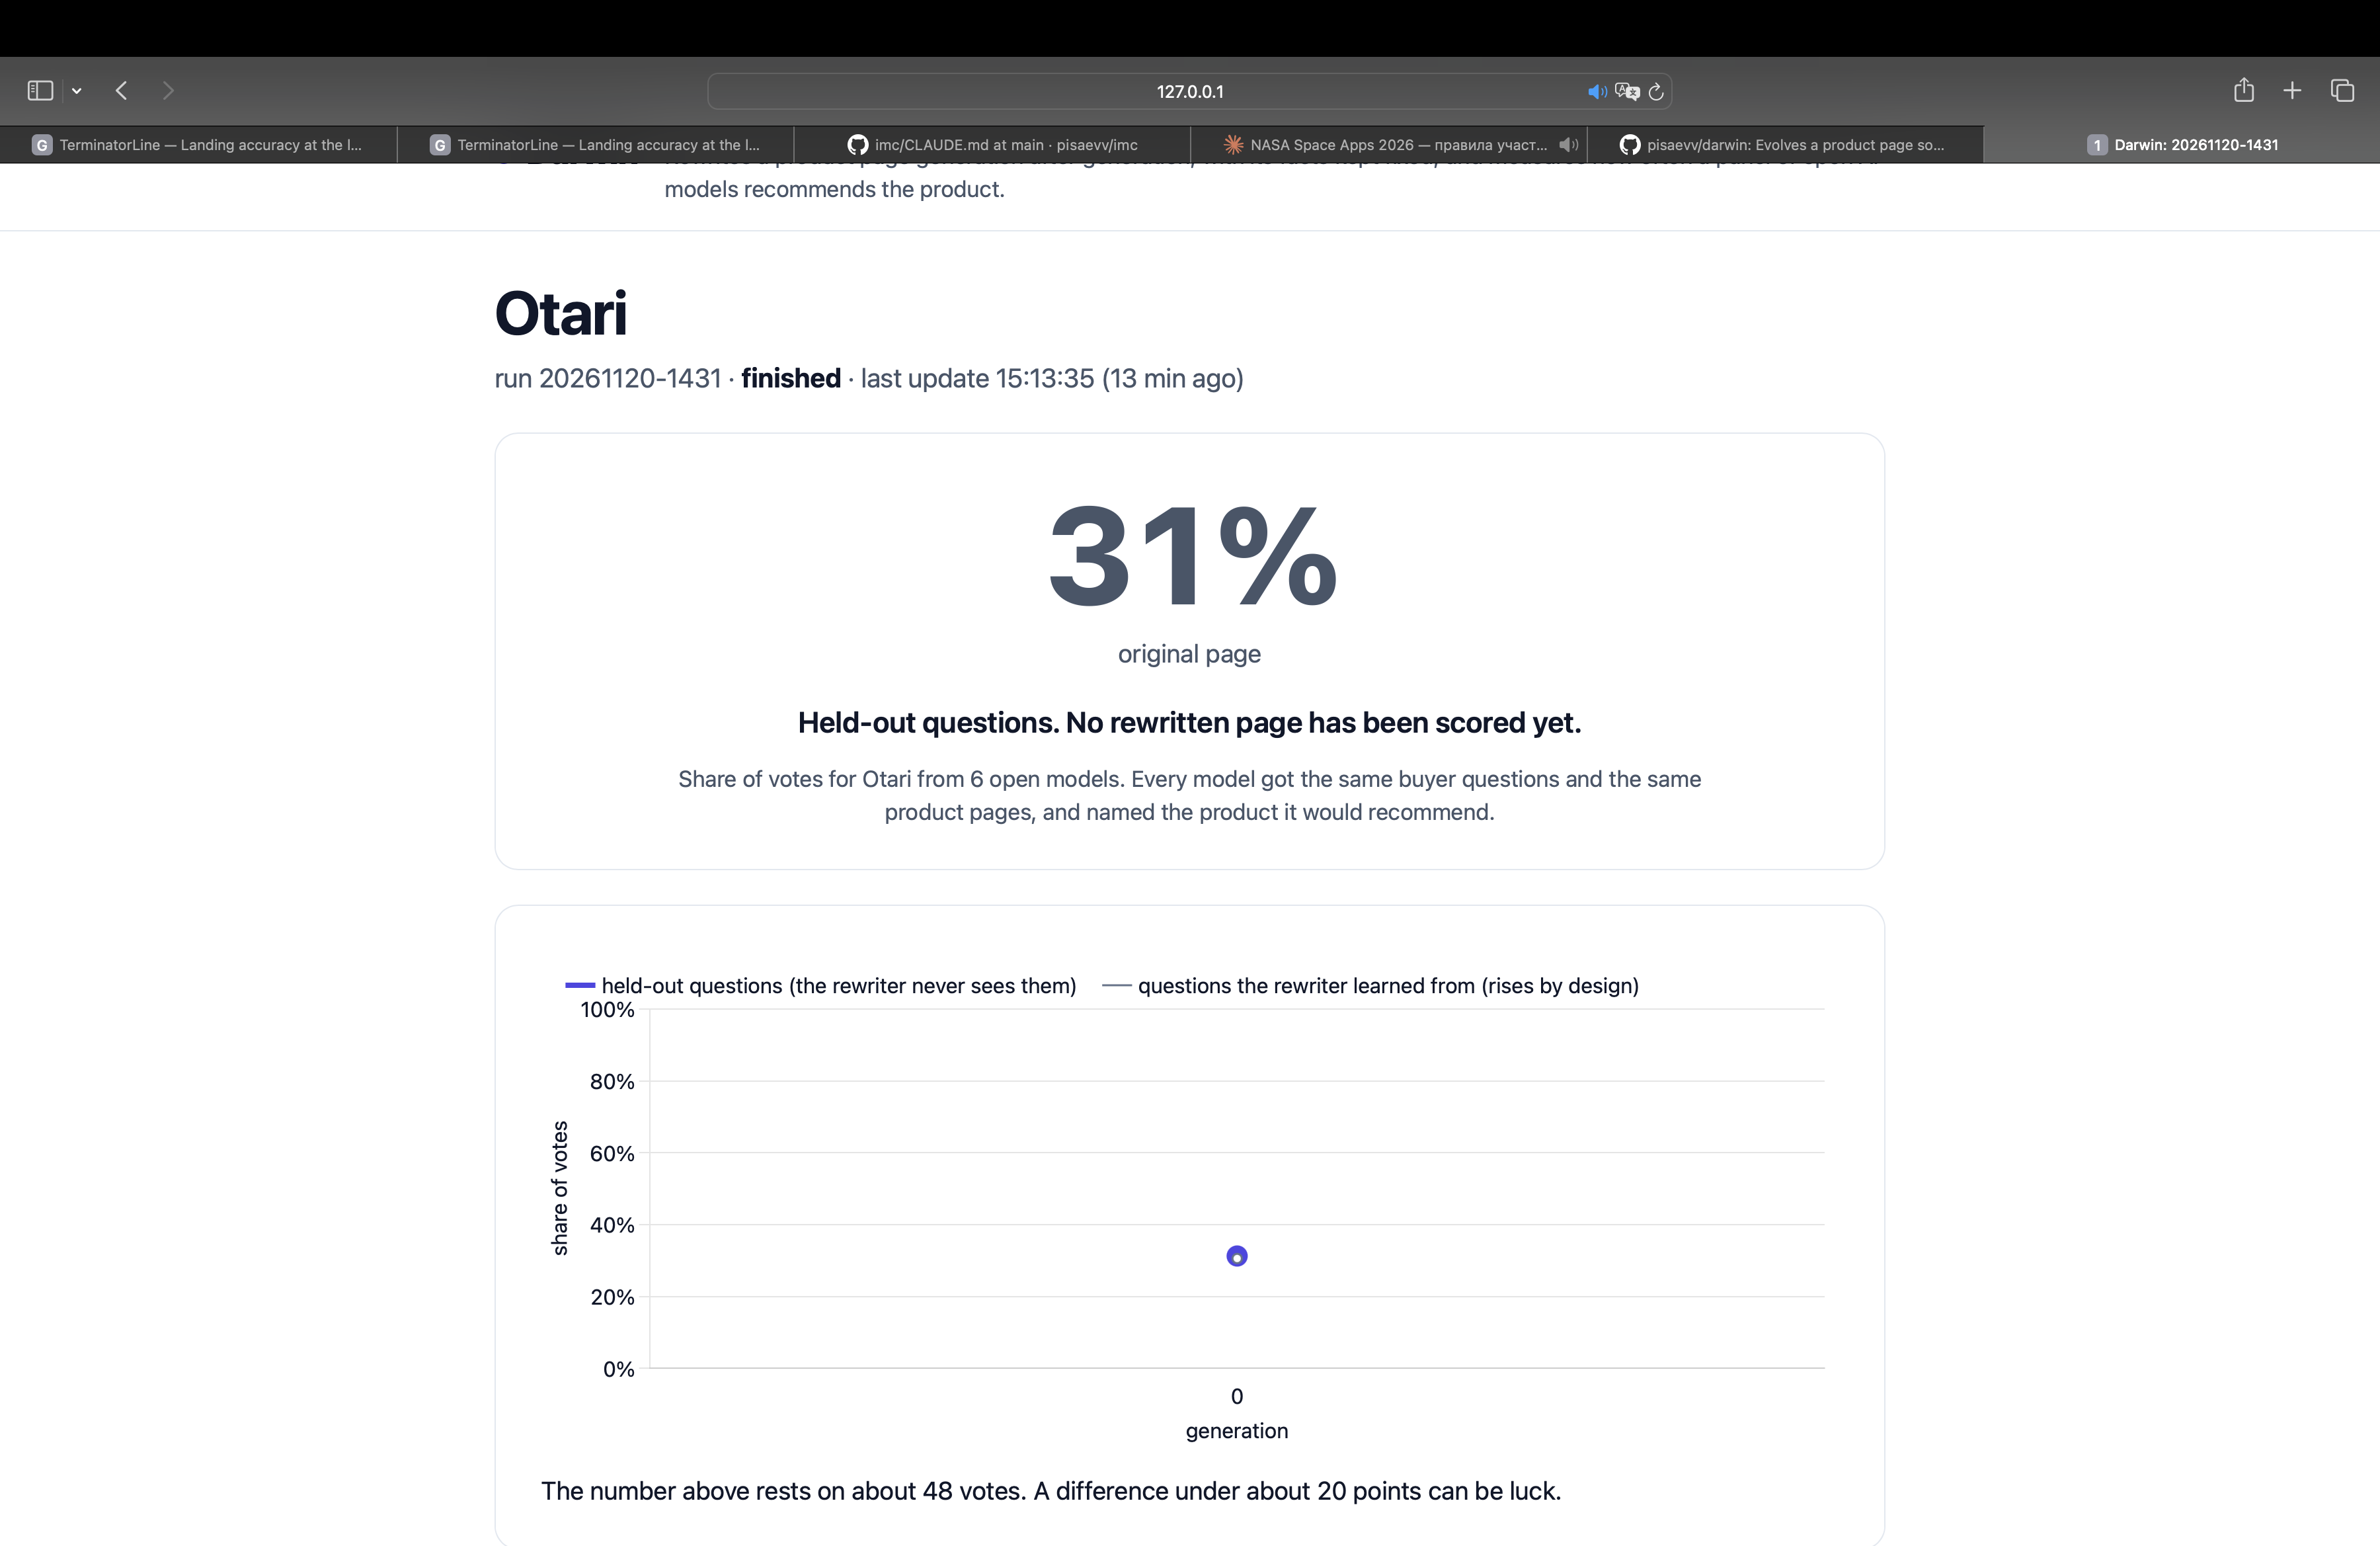 127.0.0.1
G TerminatorLine — Landing accuracy at the l...
G TerminatorLine — Landing accuracy at the l...
imc/CLAUDE.md at main · pisaevv/imc
NASA Space Apps 2026 — правила участ...
pisaevv/darwin: Evolves a product page so...
1 Darwin: 20261120-1431
models recommends the product.
Otari
run 20261120-1431 · finished · last update 15:13:35 (13 min ago)
31%
original page
Held-out questions. No rewritten page has been scored yet.
Share of votes for Otari from 6 open models. Every model got the same buyer questions and the same
product pages, and named the product it would recommend.
held-out questions (the rewriter never sees them)
questions the rewriter learned from (rises by design)
100%
80%
60%
40%
20%
0%
share of votes
0
generation
The number above rests on about 48 votes. A difference under about 20 points can be luck.